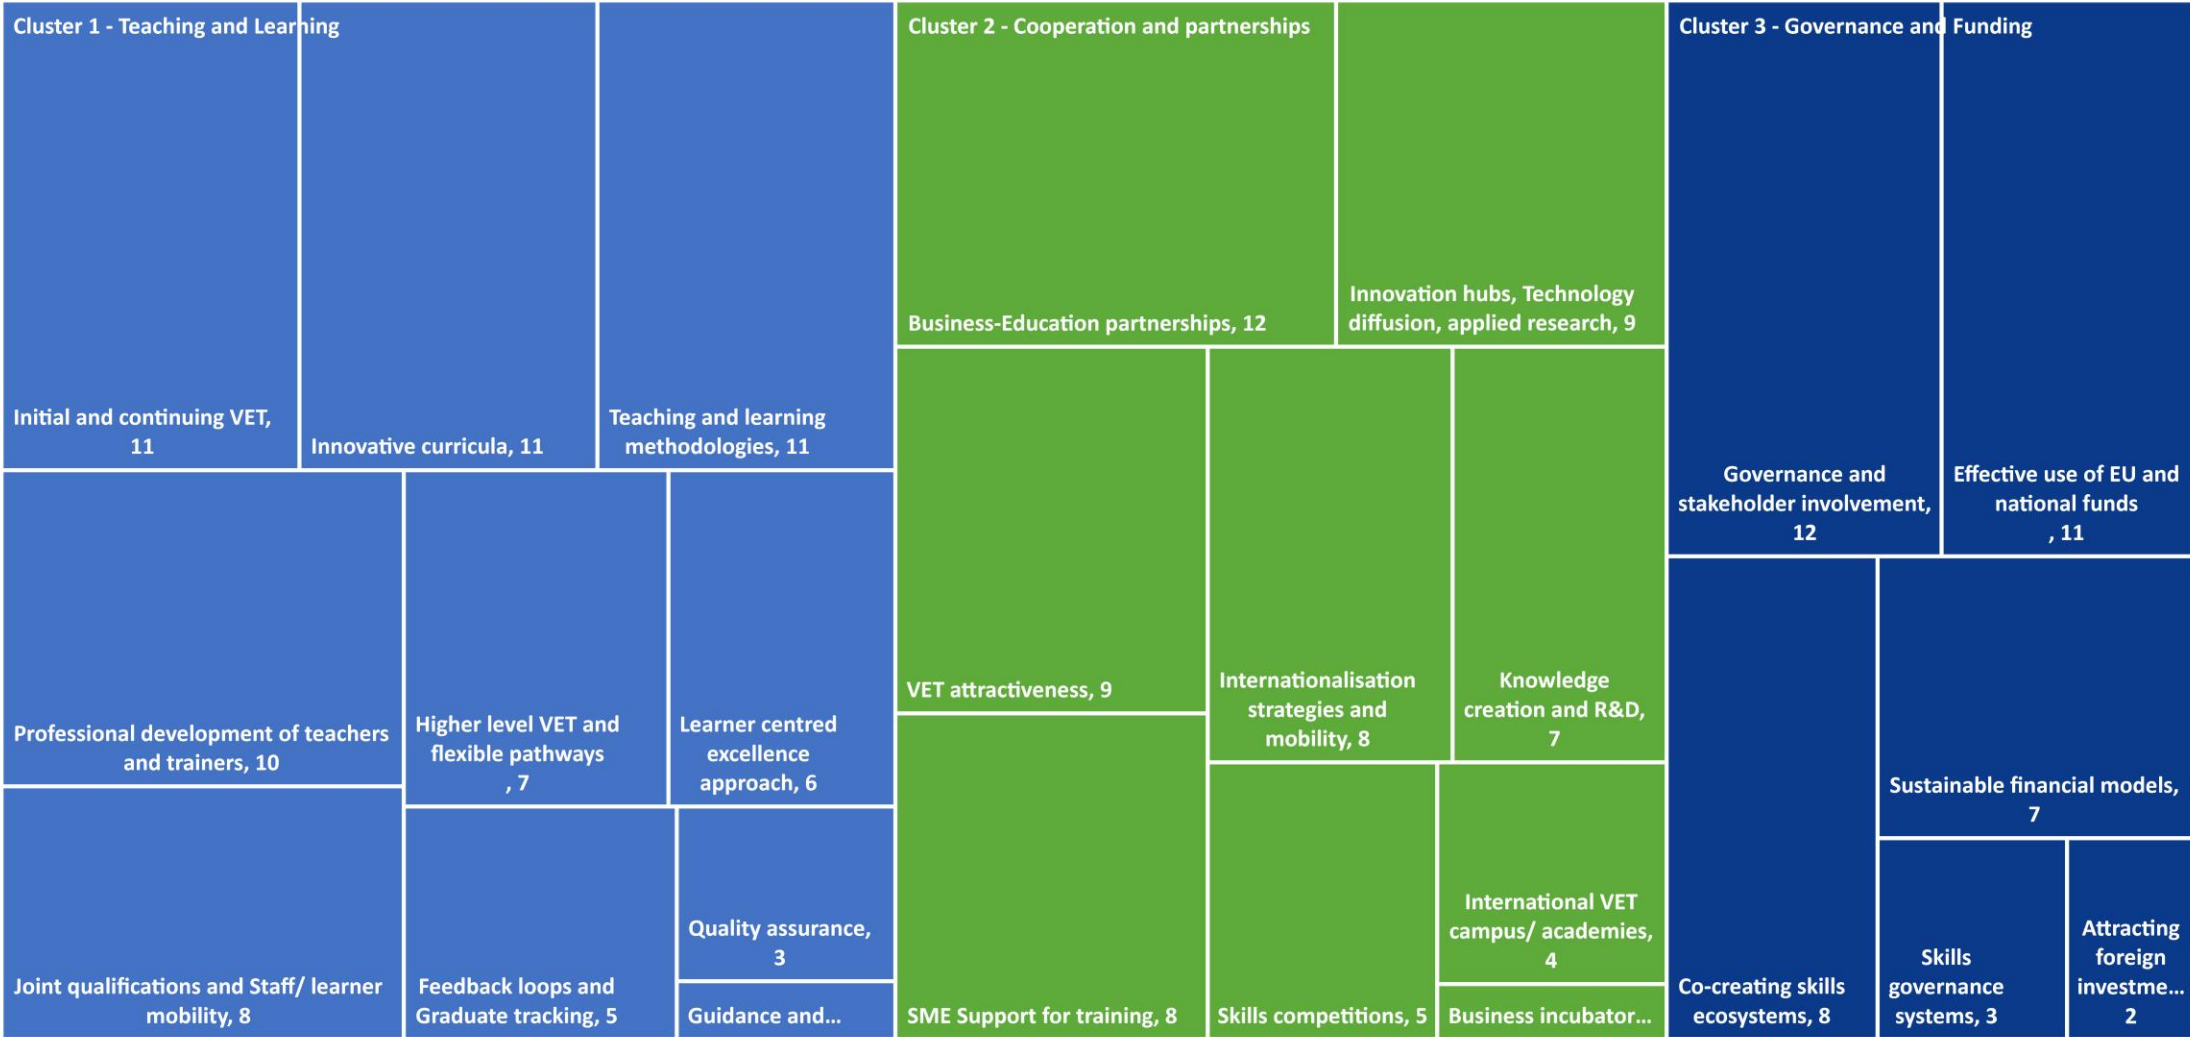 Cluster 1 - Teaching and Learning
Initial and continuing VET,
11
Innovative curricula, 11
Teaching and learning
methodologies, 11
Professional development of teachers
and trainers, 10
Higher level VET and
flexible pathways
, 7
Learner centred
excellence
approach, 6
Joint qualifications and Staff/ learner
mobility, 8
Feedback loops and
Graduate tracking, 5
Quality assurance,
3
Guidance and...
Cluster 2 - Cooperation and partnerships
Business-Education partnerships, 12
Innovation hubs, Technology
diffusion, applied research, 9
VET attractiveness, 9
Internationalisation
strategies and
mobility, 8
Knowledge
creation and R&D,
7
SME Support for training, 8
Skills competitions, 5
International VET
campus/ academies,
4
Business incubator...
Cluster 3 - Governance and Funding
Governance and
stakeholder involvement,
12
Effective use of EU and
national funds
, 11
Co-creating skills
ecosystems, 8
Sustainable financial models,
7
Skills
governance
systems, 3
Attracting
foreign
investme...
2